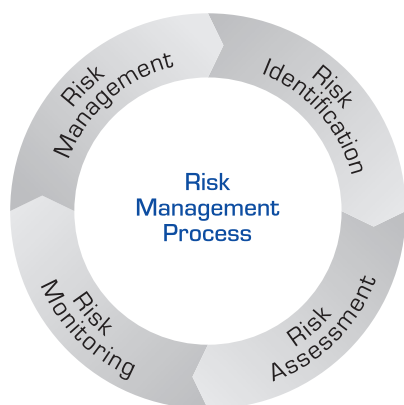 Risk
Management
Process
Risk
Identification
Risk
Assessment
Risk
Monitoring
Risk
Management